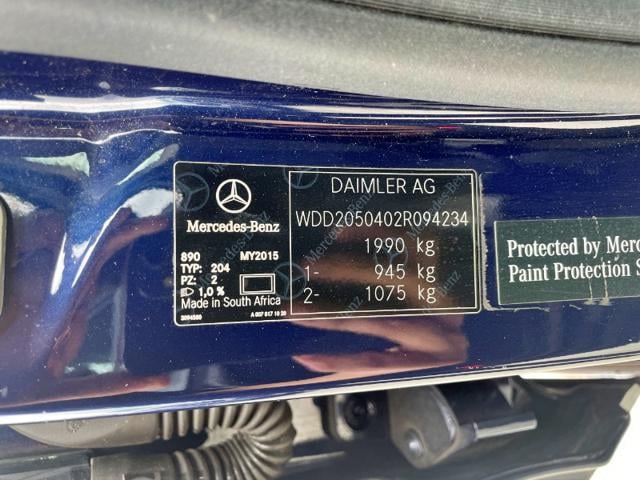 DAIMLER AG
Mercedes-Benz
WDD2050402R094234
1990 kg
1- 945 kg
2- 1075 kg
890 MY2015
TYP: 204
PZ: 2
1,0 %
Made in South Africa
Protected by Merc
Paint Protection S